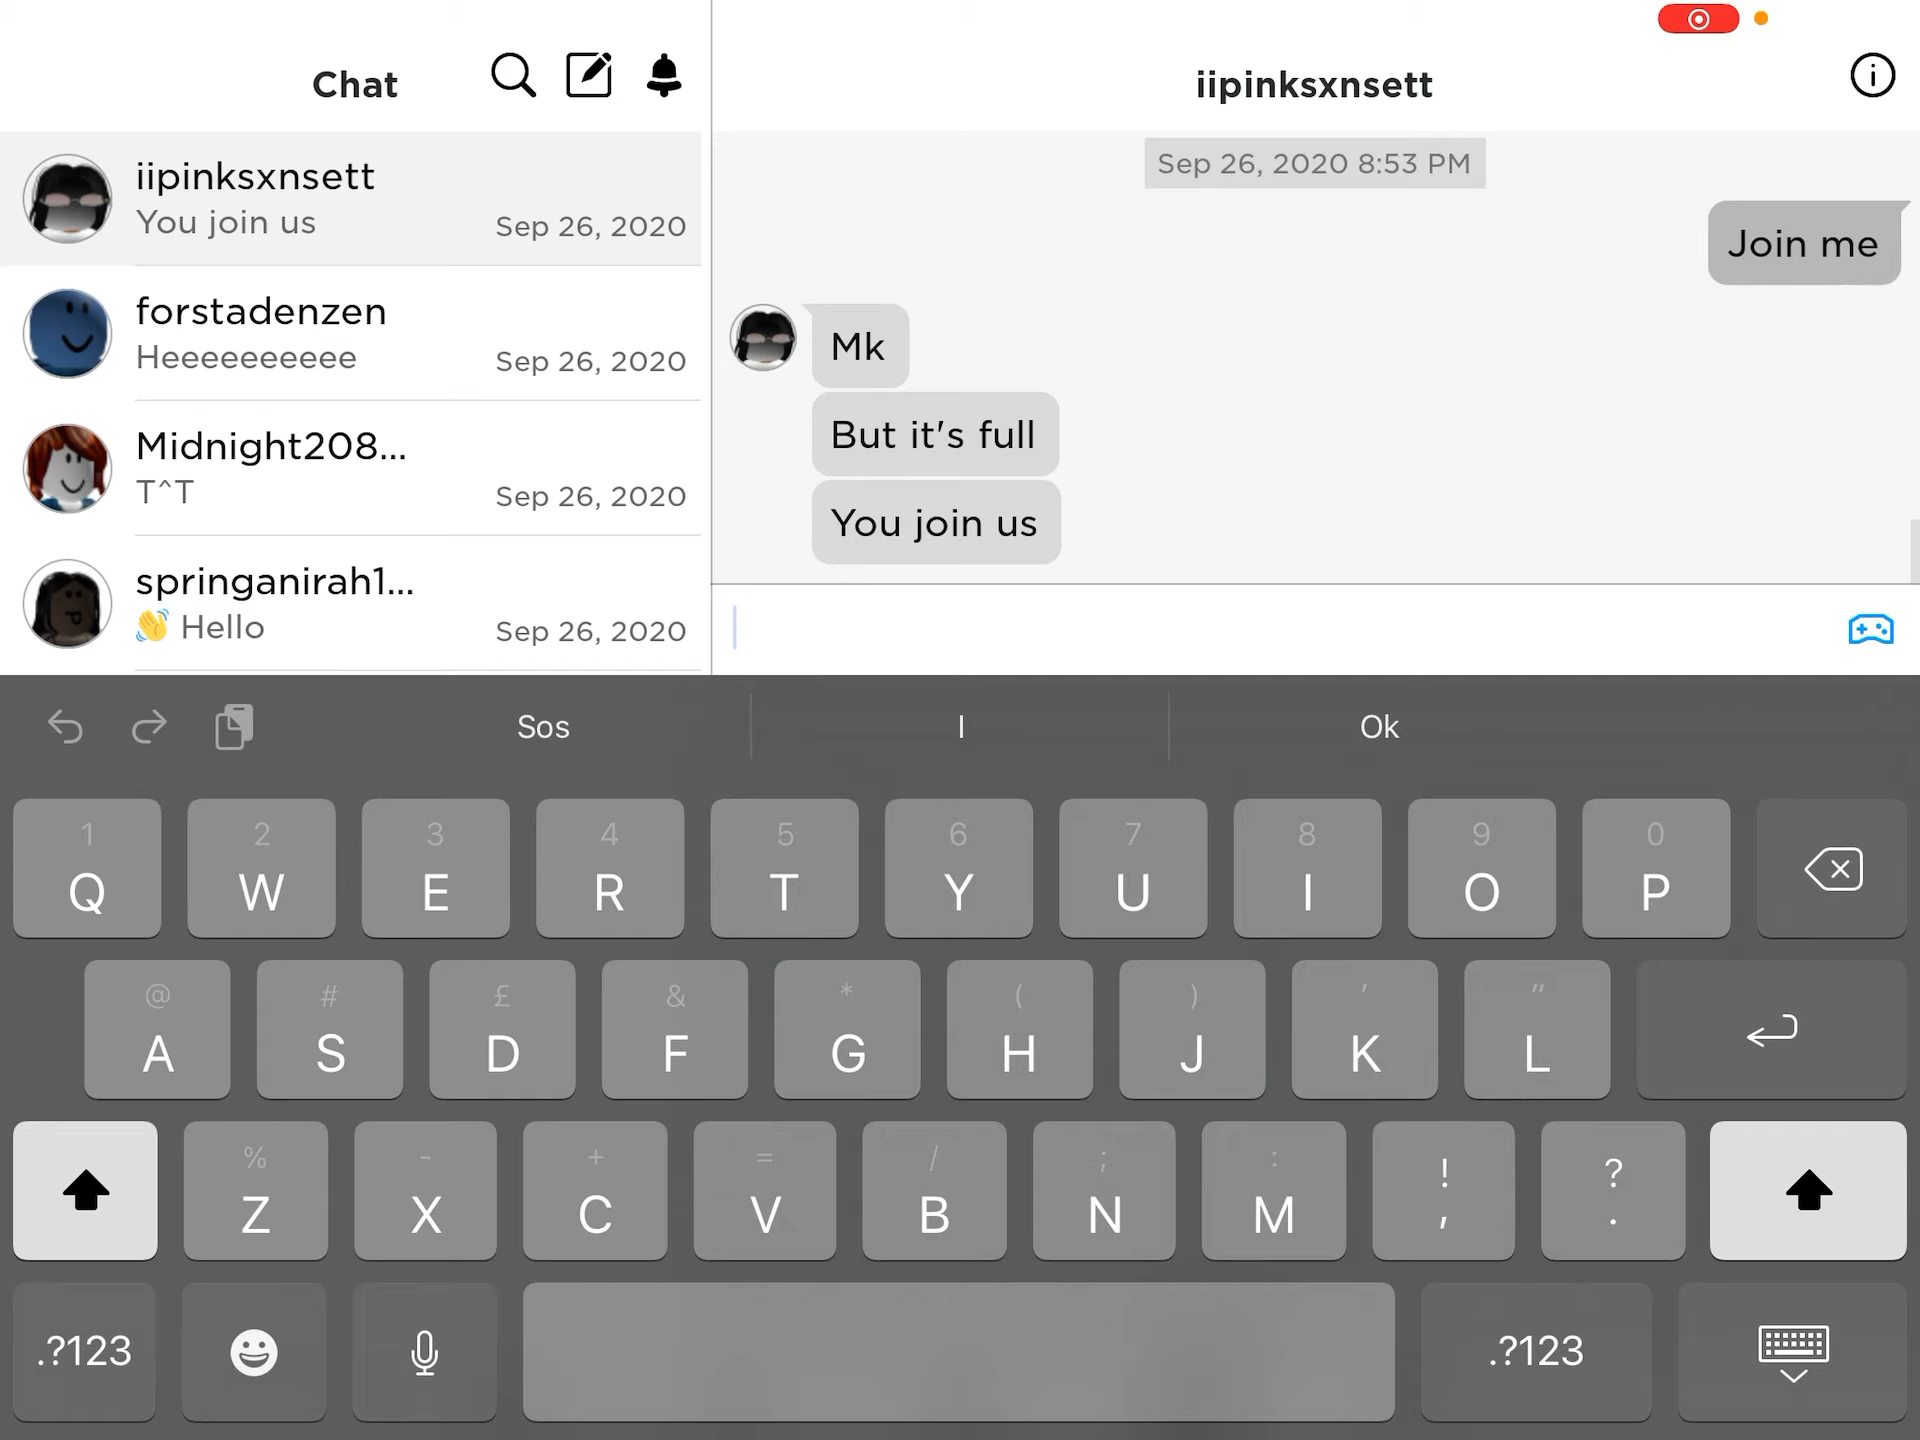 Chat
iipinksxnsett
You join us
Sep 26, 2020
forstadenzen
Heeeeeeeeee
Sep 26, 2020
Midnight208...
T^T
Sep 26, 2020
springanirah1...
👋 Hello
Sep 26, 2020
iipinksxnsett
Sep 26, 2020 8:53 PM
Join me
Mk
But it's full
You join us
Sos I Ok
1 2 3 4 5 6 7 8 9 0
Q W E R T Y U I O P
@ # £ & * ( ) ' "
A S D F G H J K L
% - + = / ; : ! ?
Z X C V B N M , .
.?123 .?123